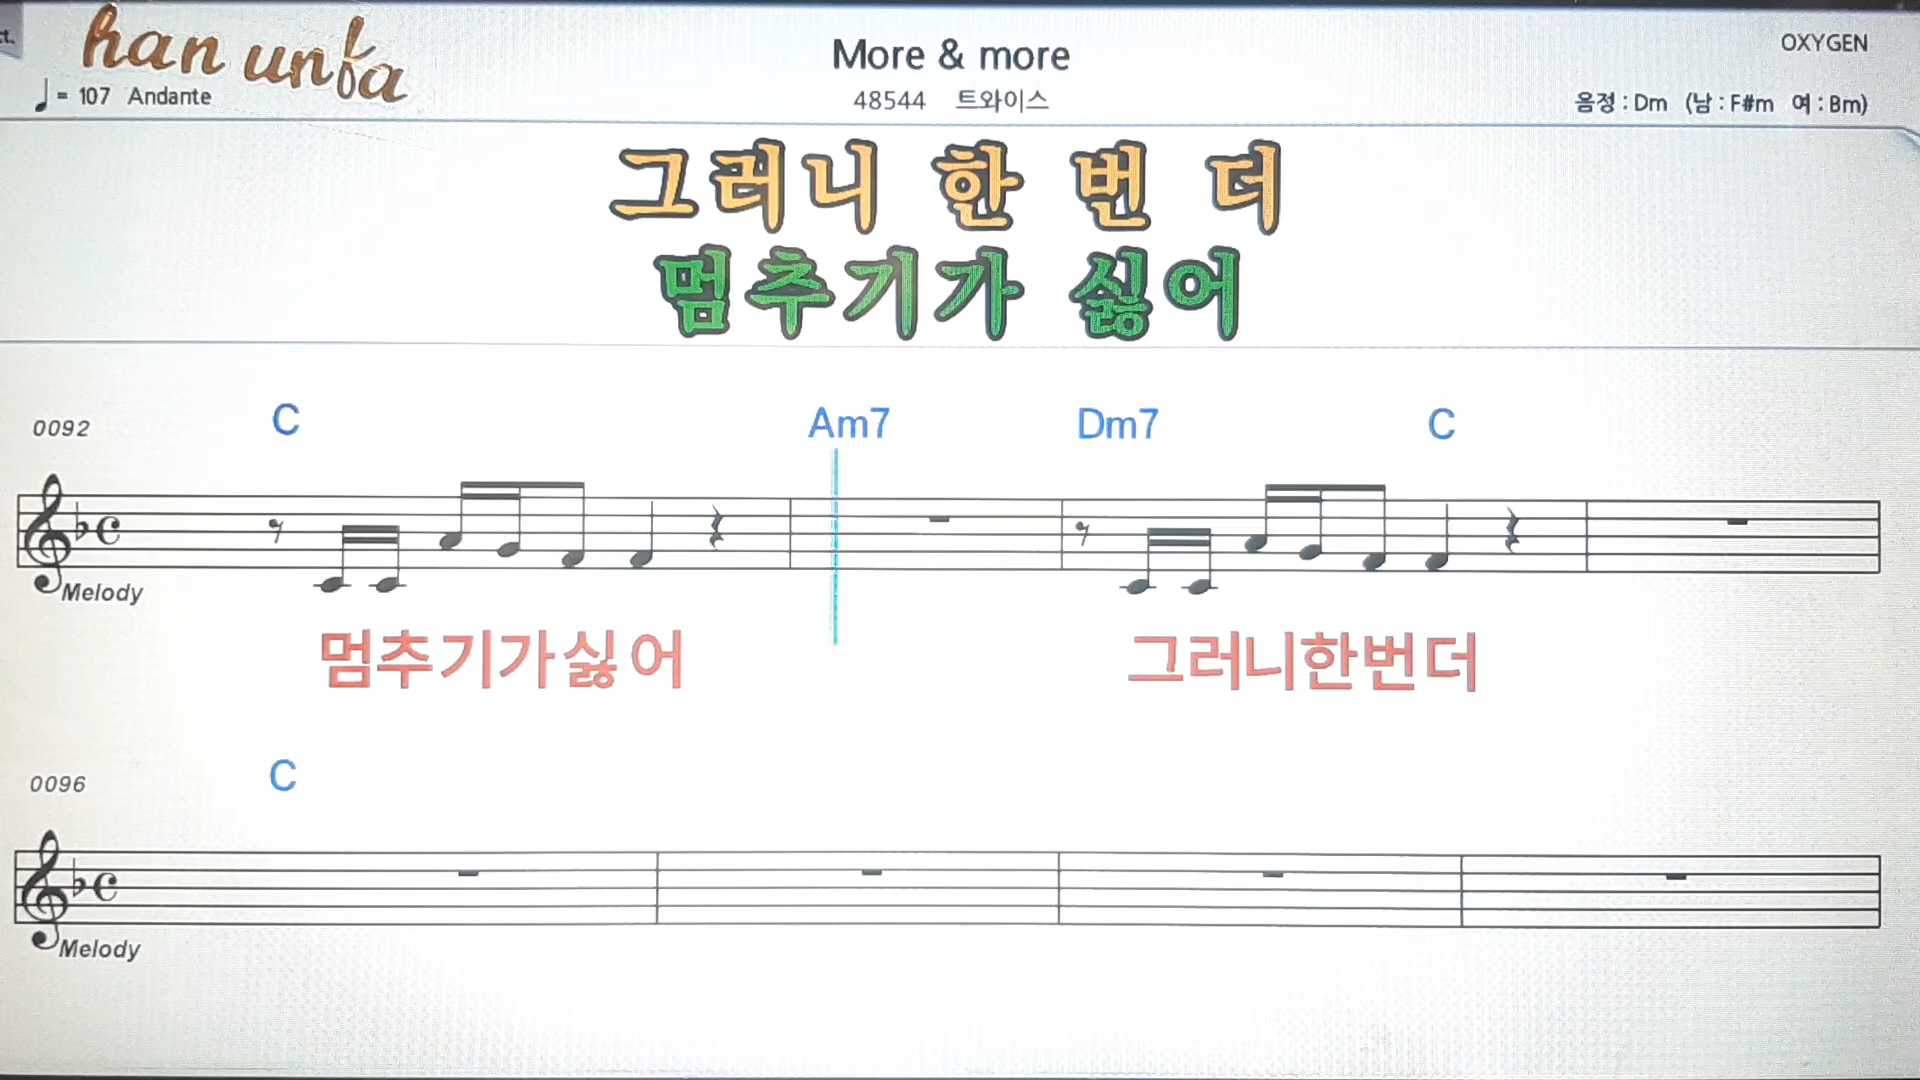 han unfa
More & more
OXYGEN
= 107 Andante
48544 트와이스
음정 : Dm (남 : F#m 여 : Bm)
그러니 한 번 더
멈추기가 싫어
0092 C Am7 Dm7 C
Melody
멈추기가싫어 그러니한번더
0096 C
Melody